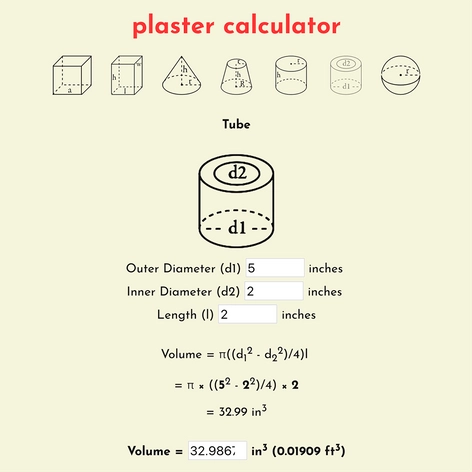 plaster calculator
Tube
d2
d1
Outer Diameter (d1) 5 inches
Inner Diameter (d2) 2 inches
Length (l) 2 inches
Volume = π((d₁² - d₂²)/4)l
= π × ((5² - 2²)/4) × 2
= 32.99 in³
Volume = 32.986 in³ (0.01909 ft³)